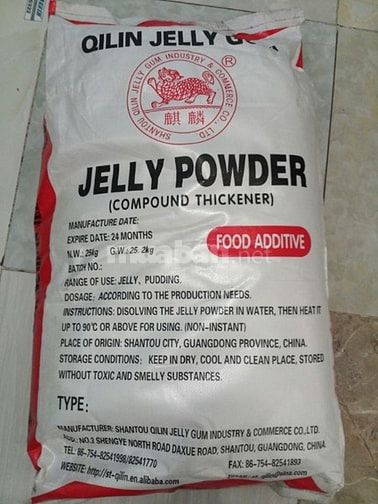 QILIN JELLY GUM
SHANTOU QILIN JELLY GUM INDUSTRY & COMMERCE CO., LTD.
®
麒麟
JELLY POWDER
(COMPOUND THICKENER)
MANUFACTURE DATE:
EXPIRE DATE: 24 MONTHS
N.W.: 25kg G.W.: 25.2kg
FOOD ADDITIVE
BATCH NO.:
RANGE OF USE: JELLY, PUDDING.
DOSAGE: ACCORDING TO THE PRODUCTION NEEDS.
INSTRUCTIONS: DISOLVING THE JELLY POWDER IN WATER, THEN HEAT IT
UP TO 90°C OR ABOVE FOR USING. (NON-INSTANT)
PLACE OF ORIGIN: SHANTOU CITY, GUANGDONG PROVINCE, CHINA.
STORAGE CONDITIONES: KEEP IN DRY, COOL AND CLEAN PLACE, STORED
WITHOUT TOXIC AND SMELLY SUBSTANCES.
TYPE:
MANUFACTURER: SHANTOU QILIN JELLY GUM INDUSTRY & COMMERCE CO.,LTD.
ADD.: NO.3 SHENGYE NORTH ROAD DAXUE ROAD, SHANTOU, GUANGDONG, CHINA
TEL: 86-754-82541998/82541770 FAX: 86-754-82541893
WEBSITE: http://st-qilin.en.alibaba.com